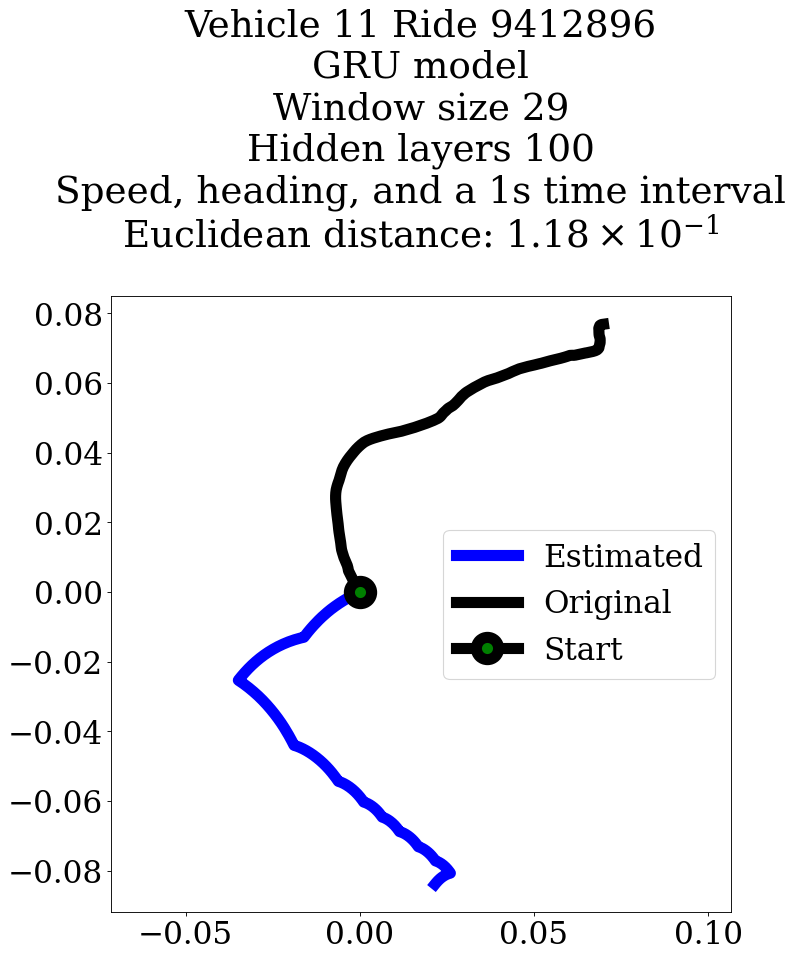 Vehicle 11 Ride 9412896
GRU model
Window size 29
Hidden layers 100
Speed, heading, and a 1s time interval
Euclidean distance: 1.18 × 10⁻¹
0.08
0.06
0.04
0.02
0.00
−0.02
−0.04
−0.06
−0.08
Estimated
Original
Start
−0.05
0.00
0.05
0.10